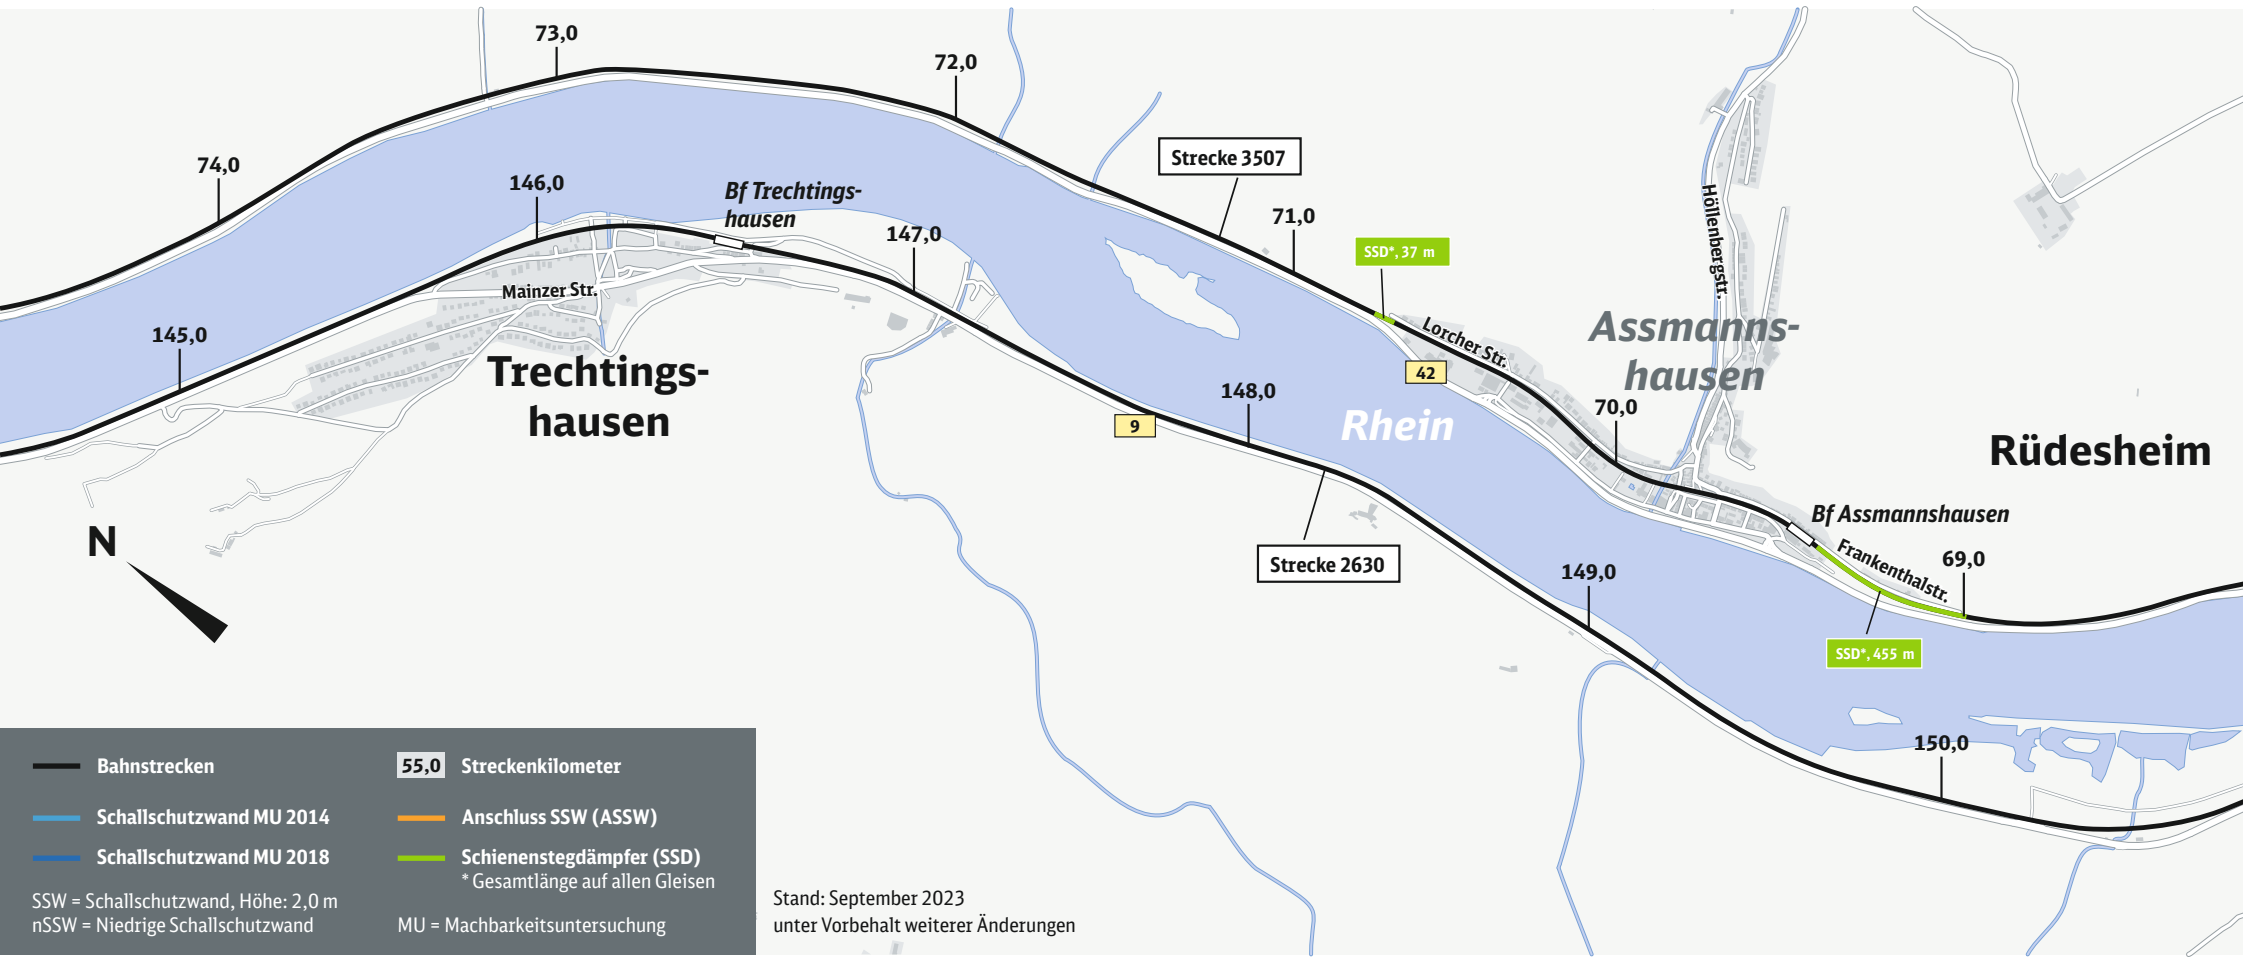 73,0
72,0
74,0
Strecke 3507
146,0
Bf Trechtings-
hausen
147,0
71,0
SSD*, 37 m
Höllenbergstr.
Mainzer Str.
145,0
Lorcher Str.
Assmanns-
hausen
42
Trechtings-
hausen
148,0
9
Rhein
70,0
Rüdesheim
N
Bf Assmannshausen
Strecke 2630
149,0
Frankenthalstr.
69,0
SSD*, 455 m
150,0
Bahnstrecken
55,0 Streckenkilometer
Schallschutzwand MU 2014
Anschluss SSW (ASSW)
Schallschutzwand MU 2018
Schienenstegdämpfer (SSD)
* Gesamtlänge auf allen Gleisen
SSW = Schallschutzwand, Höhe: 2,0 m
nSSW = Niedrige Schallschutzwand
MU = Machbarkeitsuntersuchung
Stand: September 2023
unter Vorbehalt weiterer Änderungen